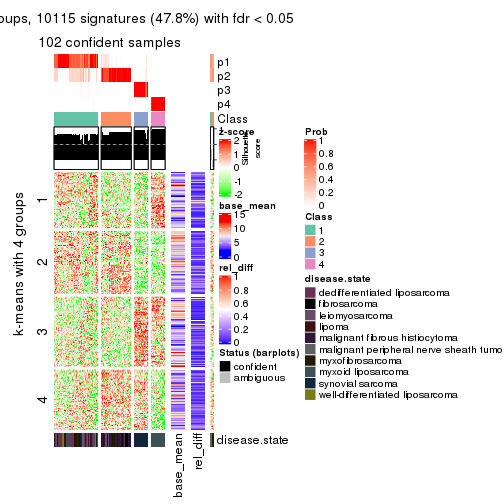 oups, 10115 signatures (47.8%) with fdr < 0.05
102 confident samples
p1
p2
p3
p4
Class
Silhouette
score
k-means with 4 groups
1
2
3
4
base_mean
rel_diff
disease.state
z-score
2
1
0
-1
-2
base_mean
15
10
5
0
rel_diff
1
0.8
0.6
0.4
0.2
0
Status (barplots)
confident
ambiguous
Prob
1
0.8
0.6
0.4
0.2
0
Class
1
2
3
4
disease.state
dedifferentiated liposarcoma
fibrosarcoma
leiomyosarcoma
lipoma
malignant fibrous histiocytoma
malignant peripheral nerve sheath tumo
myxofibrosarcoma
myxoid liposarcoma
synovial sarcoma
well-differentiated liposarcoma